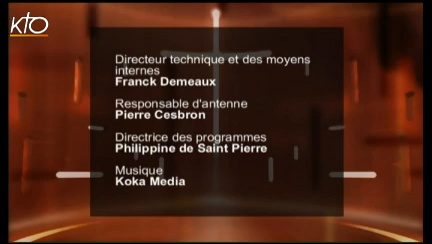 KTO
Directeur technique et des moyens
internes
Franck Demeaux
Responsable d'antenne
Pierre Cesbron
Directrice des programmes
Philippine de Saint Pierre
Musique
Koka Media